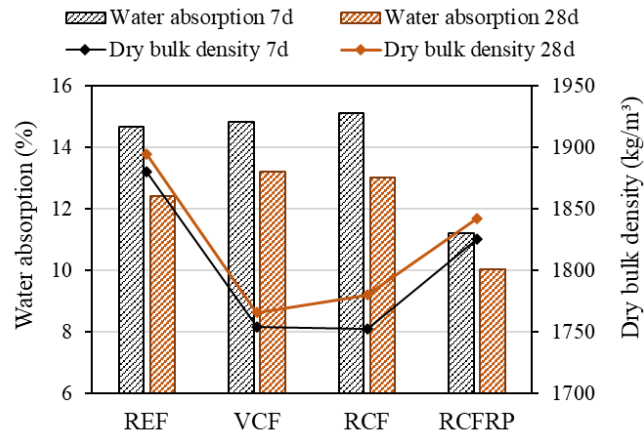 Water absorption 7d Water absorption 28d
Dry bulk density 7d Dry bulk density 28d
16 1950
14 1900
12 1850
10 1800
8 1750
6 1700
Water absorption (%)
Dry bulk density (kg/m³)
REF VCF RCF RCFRP